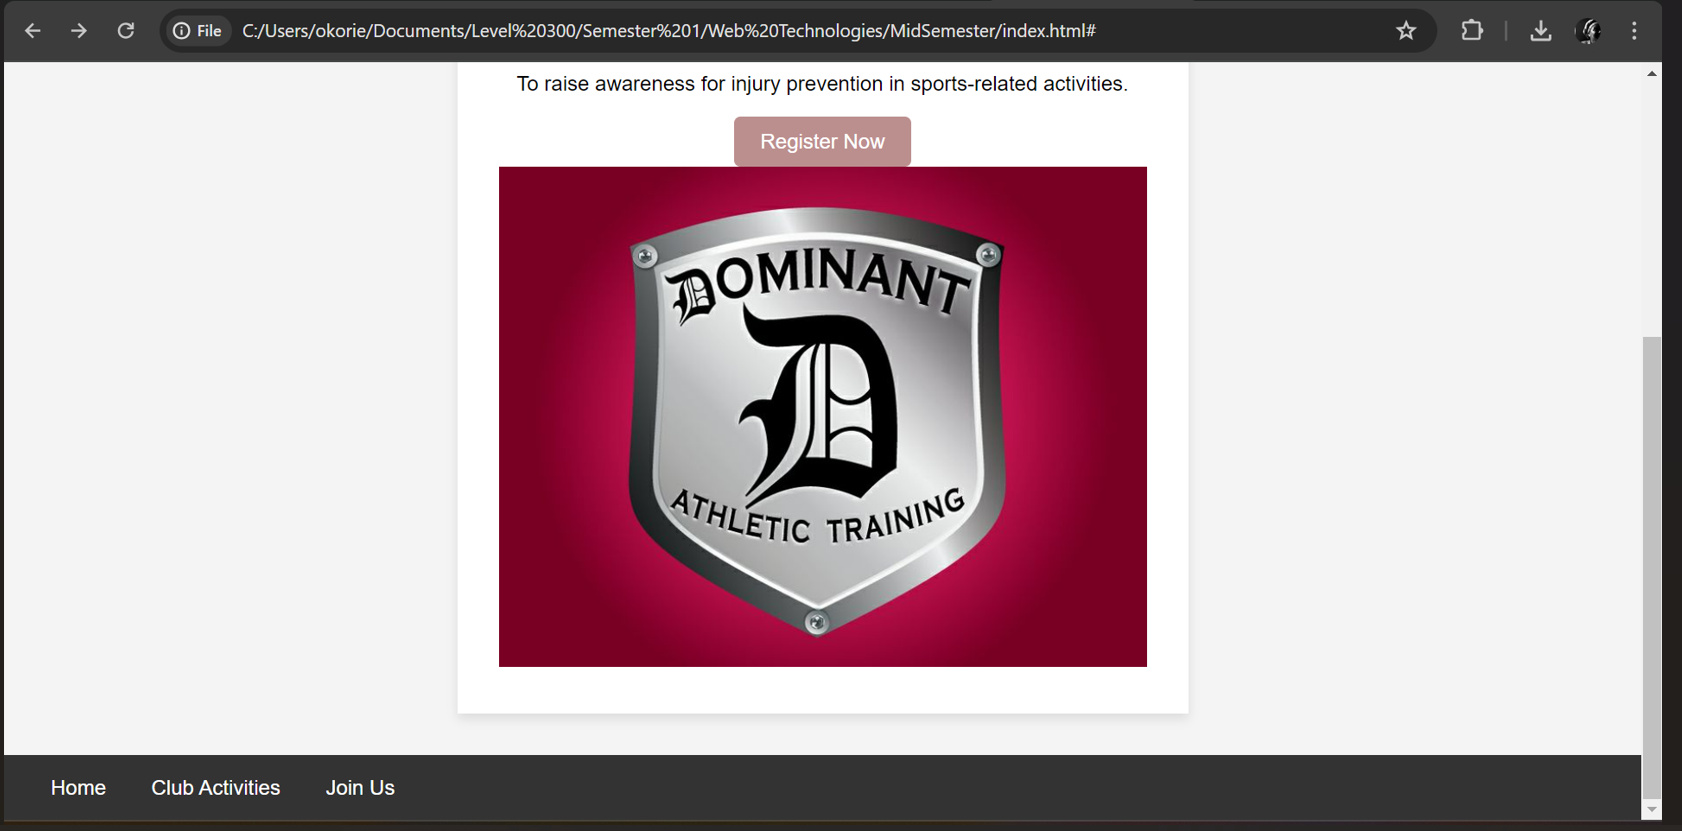 File
C:/Users/okorie/Documents/Level%20300/Semester%201/Web%20Technologies/MidSemester/index.html#
To raise awareness for injury prevention in sports-related activities.
Register Now
DOMINANT
D
ATHLETIC TRAINING
Home
Club Activities
Join Us